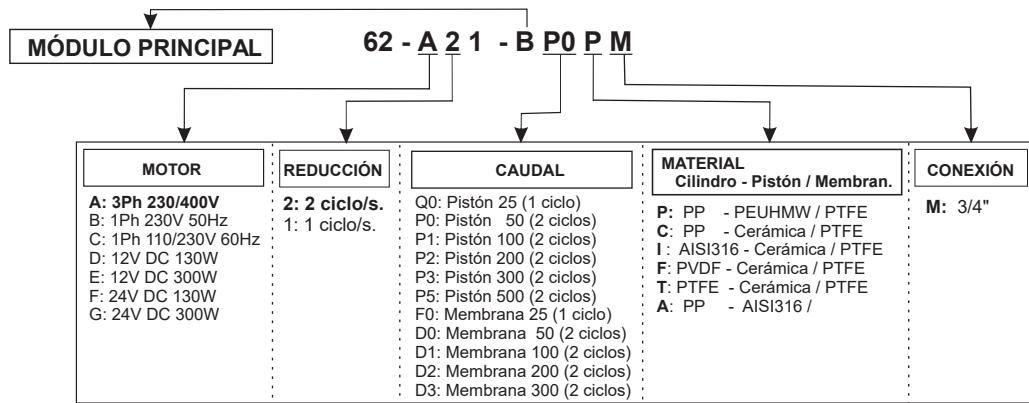 MÓDULO PRINCIPAL
62 - A 2 1 - B P0 P M
MOTOR
A: 3Ph 230/400V
B: 1Ph 230V 50Hz
C: 1Ph 110/230V 60Hz
D: 12V DC 130W
E: 12V DC 300W
F: 24V DC 130W
G: 24V DC 300W
REDUCCIÓN
2: 2 ciclo/s.
1: 1 ciclo/s.
CAUDAL
Q0: Pistón 25 (1 ciclo)
P0: Pistón 50 (2 ciclos)
P1: Pistón 100 (2 ciclos)
P2: Pistón 200 (2 ciclos)
P3: Pistón 300 (2 ciclos)
P5: Pistón 500 (2 ciclos)
F0: Membrana 25 (1 ciclo)
D0: Membrana 50 (2 ciclos)
D1: Membrana 100 (2 ciclos)
D2: Membrana 200 (2 ciclos)
D3: Membrana 300 (2 ciclos)
MATERIAL
Cilindro - Pistón / Membran.
P: PP - PEUHMW / PTFE
C: PP - Cerámica / PTFE
I : AISI316 - Cerámica / PTFE
F: PVDF - Cerámica / PTFE
T: PTFE - Cerámica / PTFE
A: PP - AISI316 /
CONEXIÓN
M: 3/4"